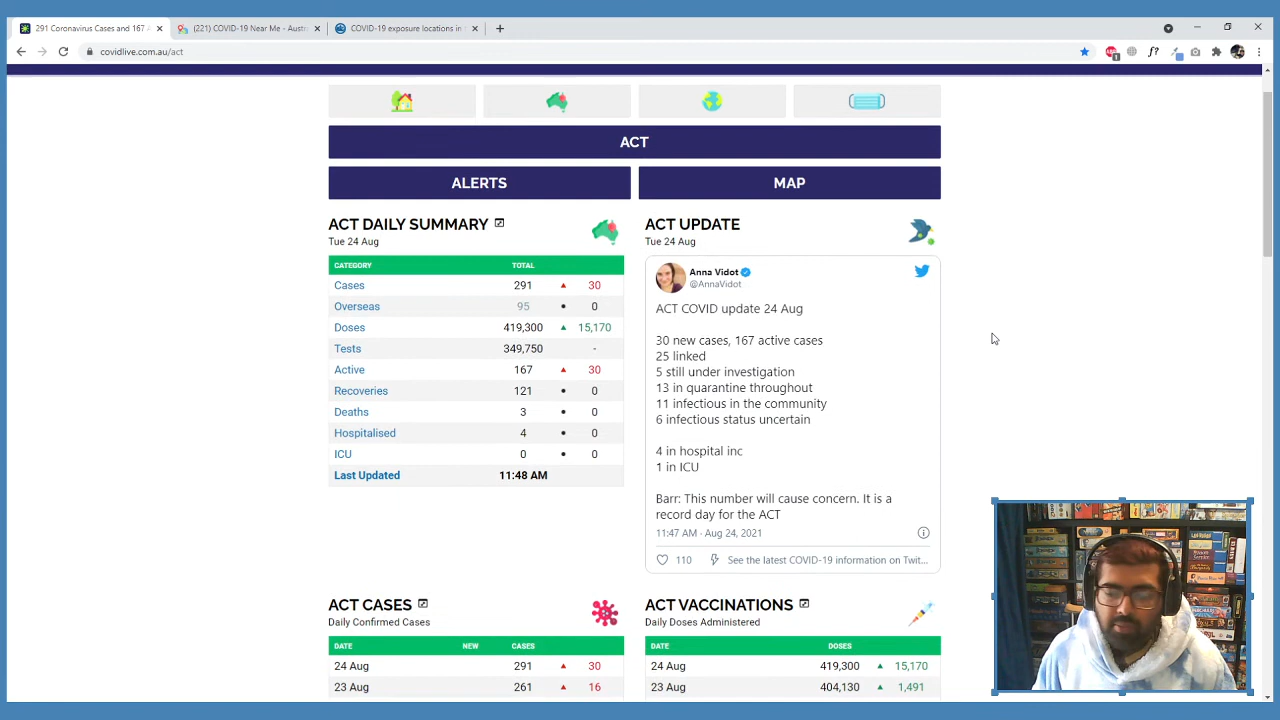 291 Coronavirus Cases and 167
(221) COVID-19 Near Me - Austr
COVID-19 exposure locations in
covidlive.com.au/act
ACT
ALERTS
MAP
ACT DAILY SUMMARY
Tue 24 Aug
CATEGORY TOTAL
Cases 291 30
Overseas 95 0
Doses 419,300 15,170
Tests 349,750 -
Active 167 30
Recoveries 121 0
Deaths 3 0
Hospitalised 4 0
ICU 0 0
Last Updated 11:48 AM
ACT UPDATE
Tue 24 Aug
Anna Vidot
@AnnaVidot
ACT COVID update 24 Aug
30 new cases, 167 active cases
25 linked
5 still under investigation
13 in quarantine throughout
11 infectious in the community
6 infectious status uncertain
4 in hospital inc
1 in ICU
Barr: This number will cause concern. It is a
record day for the ACT
11:47 AM · Aug 24, 2021
110 See the latest COVID-19 information on Twit...
ACT CASES
Daily Confirmed Cases
DATE NEW CASES
24 Aug 291 30
23 Aug 261 16
ACT VACCINATIONS
Daily Doses Administered
DATE DOSES
24 Aug 419,300 15,170
23 Aug 404,130 1,491